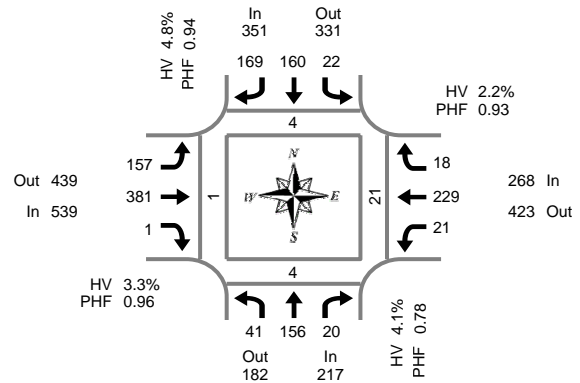 In Out
351 331
HV 4.8%
PHF 0.94
169 160 22
HV 2.2%
PHF 0.93
4
157
18
N
Out 439
381
1
W E
21
229
268 In
In 539
1
S
21
423 Out
4
HV 3.3%
PHF 0.96
41 156 20
HV 4.1%
PHF 0.78
Out In
182 217